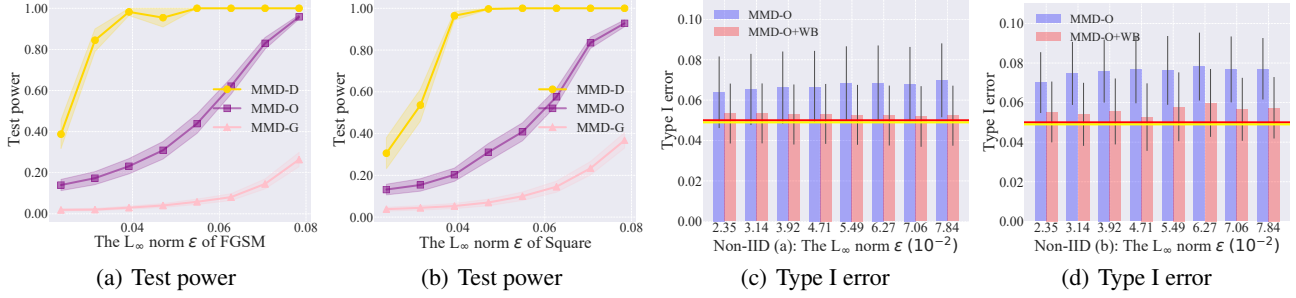 Test power
1.00
0.80
0.60
0.40
0.20
0.00
MMD-D
MMD-O
MMD-G
0.04
0.06
0.08
The L∞ norm ε of FGSM
(a) Test power
Test power
1.00
0.80
0.60
0.40
0.20
0.00
MMD-D
MMD-O
MMD-G
0.04
0.06
0.08
The L∞ norm ε of Square
(b) Test power
Type I error
0.10
0.08
0.06
0.04
0.02
0.00
MMD-O
MMD-O+WB
2.35 3.14 3.92 4.71 5.49 6.27 7.06 7.84
Non-IID (a): The L∞ norm ε (10⁻²)
(c) Type I error
Type I error
0.10
0.08
0.06
0.04
0.02
0.00
MMD-O
MMD-O+WB
2.35 3.14 3.92 4.71 5.49 6.27 7.06 7.84
Non-IID (b): The L∞ norm ε (10⁻²)
(d) Type I error